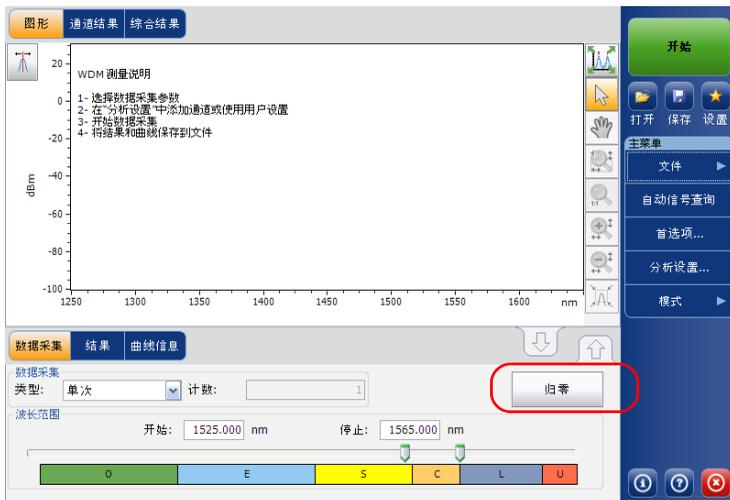 图形 通道结果 综合结果
开始
打开 保存 设置
主菜单
文件
自动信号查询
首选项...
分析设置...
模式
WDM 测量说明
1- 选择数据采集参数
2- 在"分析设置"中添加通道或使用用户设置
3- 开始数据采集
4- 将结果和曲线保存到文件
dBm
20
0
-20
-40
-60
-80
-100
1250 1300 1350 1400 1450 1500 1550 1600 nm
1:1
数据采集 结果 曲线信息
数据采集
类型: 单次 计数: 1
归零
波长范围
开始: 1525.000 nm 停止: 1565.000 nm
O E S C L U